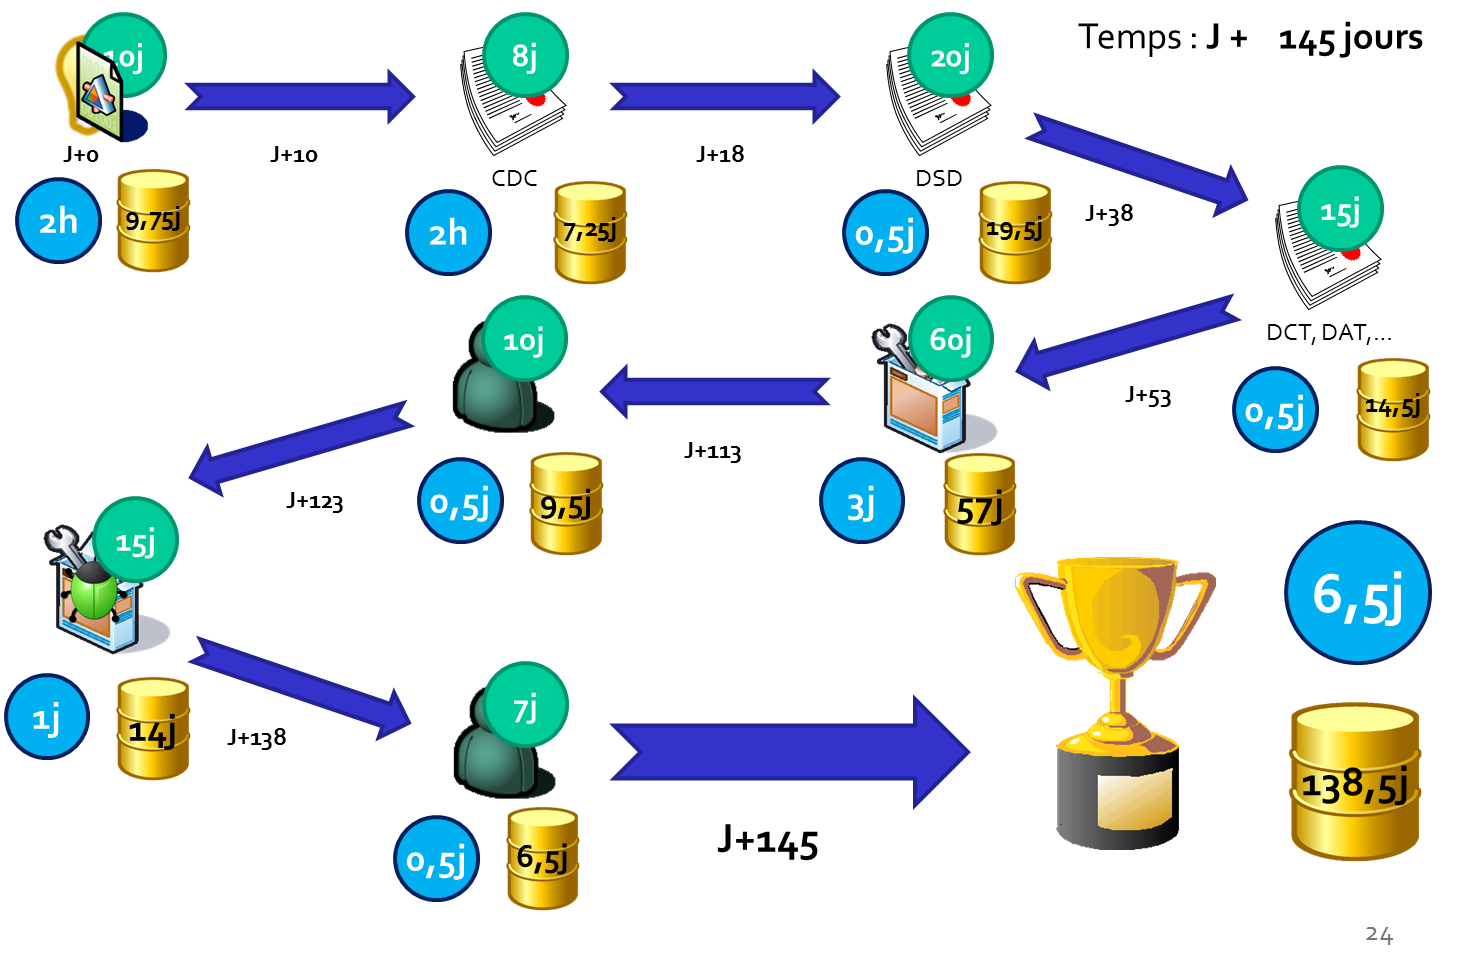 Temps : J + 145 jours
10j
8j
20j
J+0
J+10
CDC
J+18
DSD
J+38
15j
2h
9,75j
2h
7,25j
0,5j
19,5j
DCT, DAT,...
10j
60j
J+53
0,5j
14,5j
J+113
J+123
0,5j
9,5j
3j
57j
15j
6,5j
1j
14j
J+138
7j
138,5j
J+145
0,5j
6,5j
24